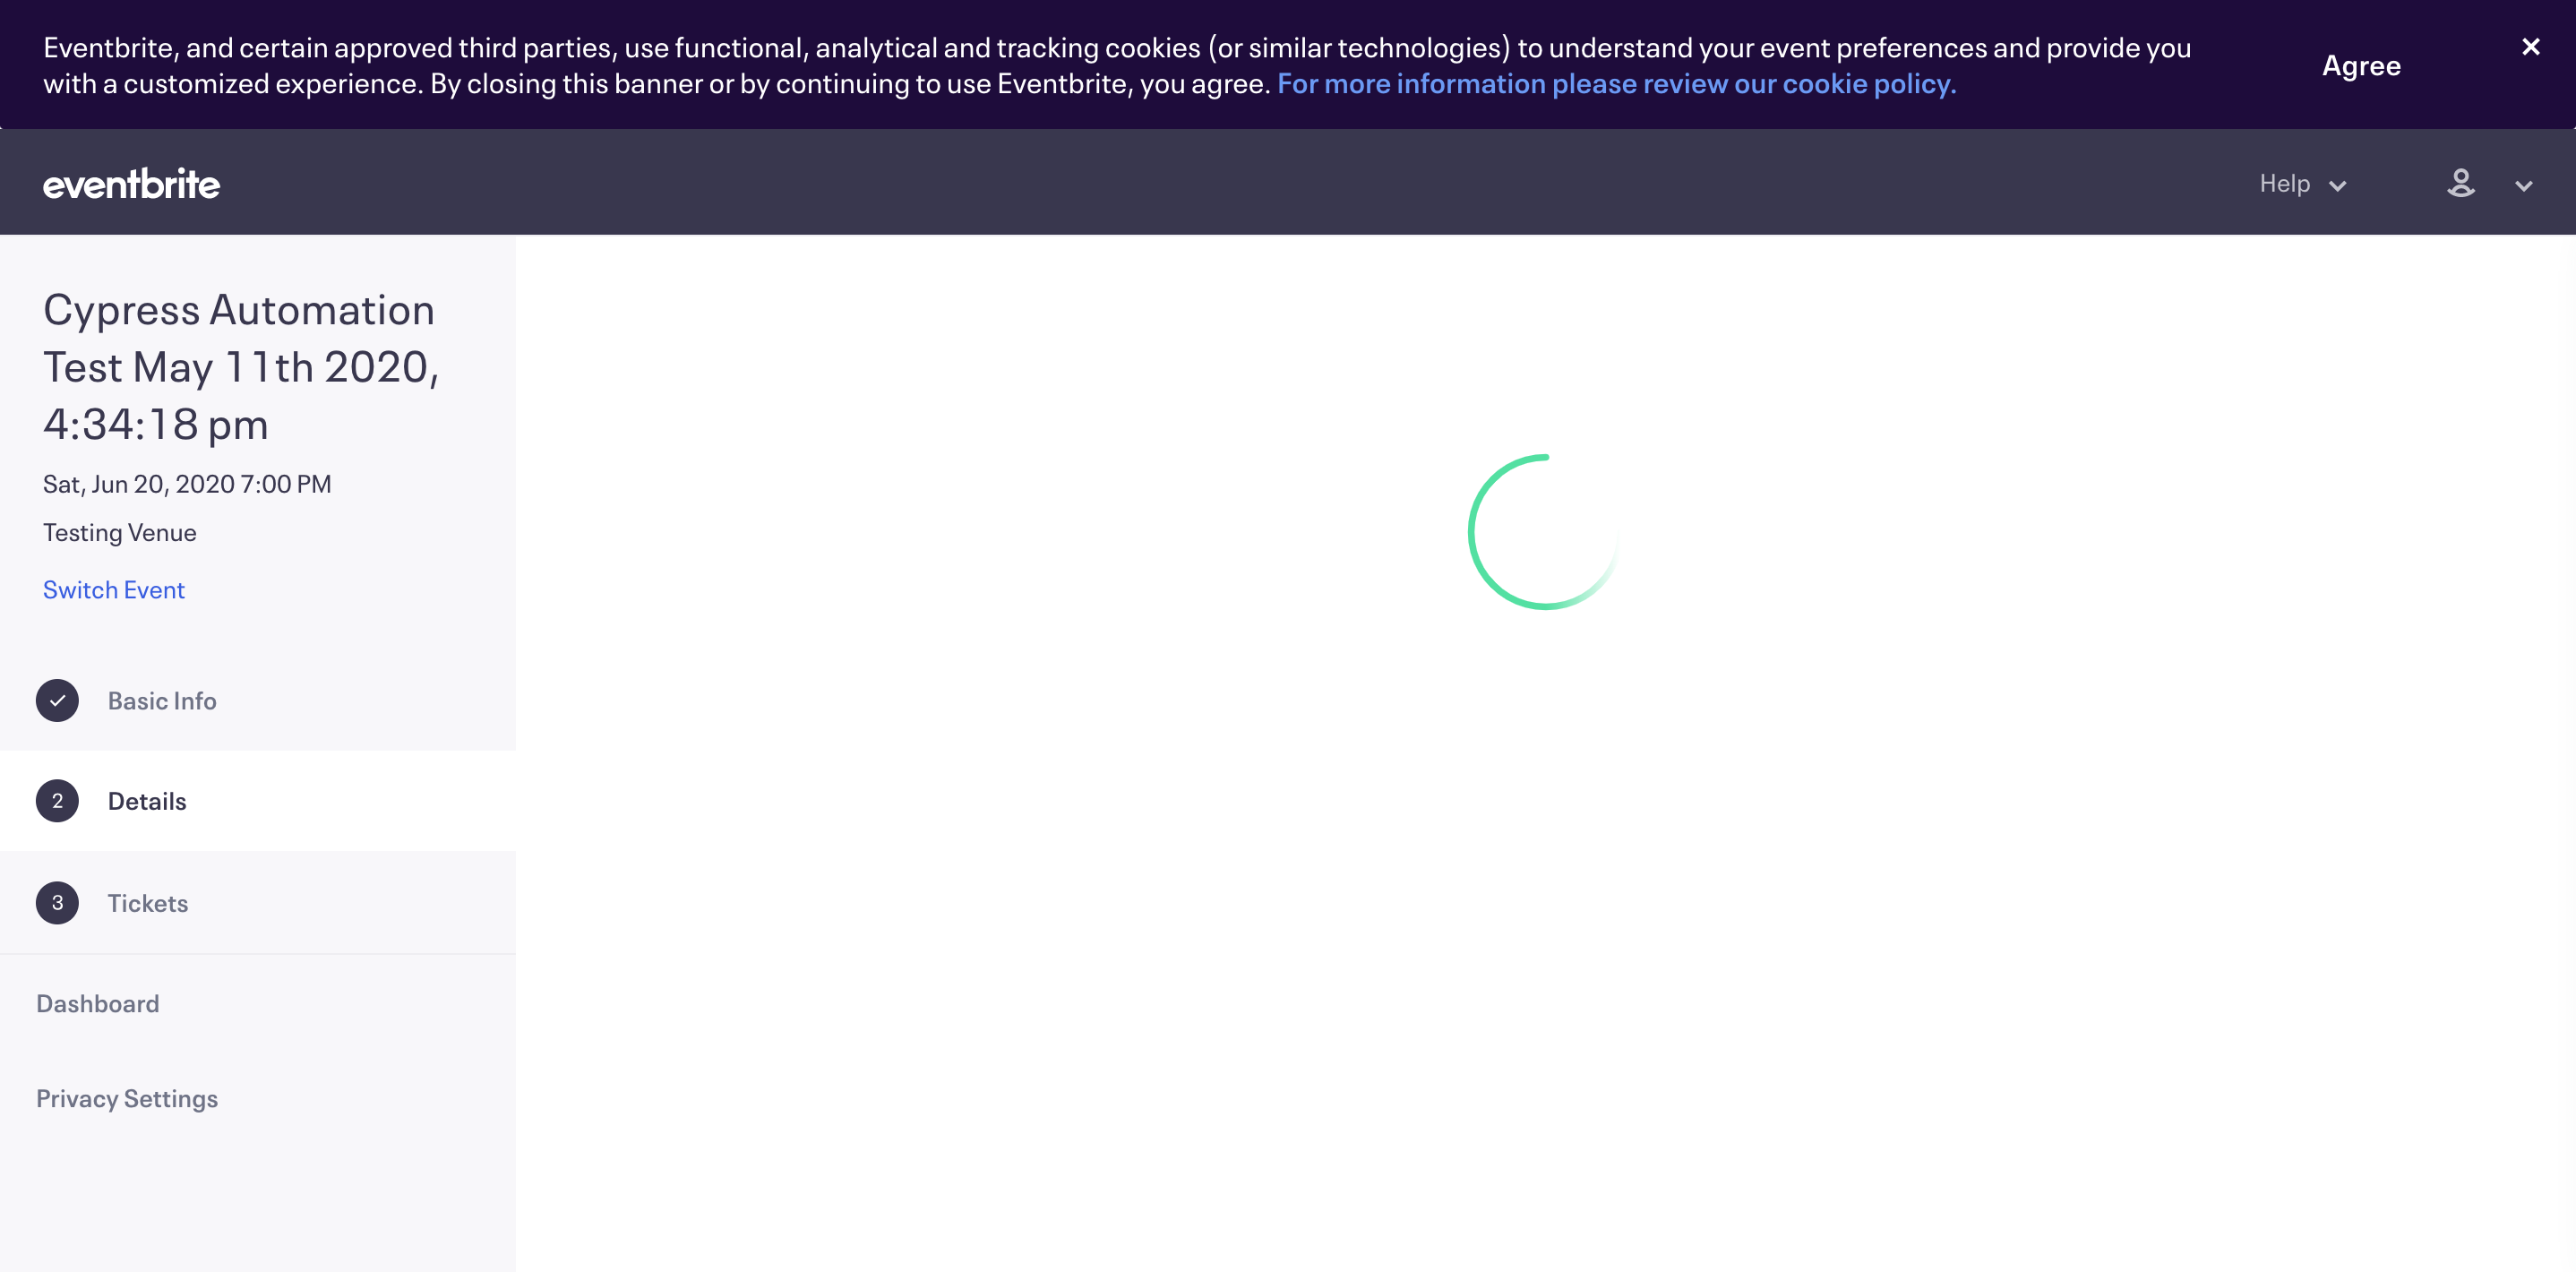 Eventbrite, and certain approved third parties, use functional, analytical and tracking cookies (or similar technologies) to understand your event preferences and provide you
with a customized experience. By closing this banner or by continuing to use Eventbrite, you agree. For more information please review our cookie policy.
Agree
eventbrite
Help
Cypress Automation
Test May 11th 2020,
4:34:18 pm
Sat, Jun 20, 2020 7:00 PM
Testing Venue
Switch Event
Basic Info
2 Details
3 Tickets
Dashboard
Privacy Settings